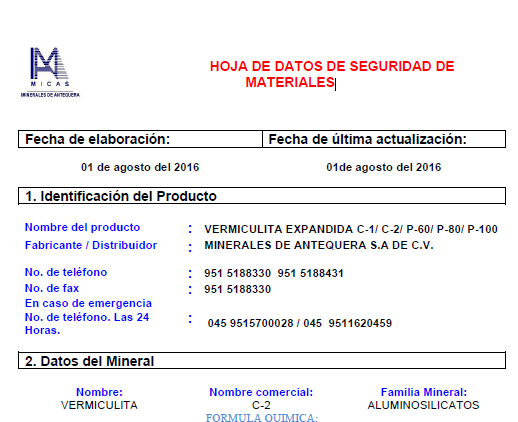 MICAS
MINERALES DE ANTEQUERA
HOJA DE DATOS DE SEGURIDAD DE
MATERIALES
Fecha de elaboración: Fecha de última actualización:
01 de agosto del 2016 01de agosto del 2016
1. Identificación del Producto
Nombre del producto : VERMICULITA EXPANDIDA C-1/ C-2/ P-60/ P-80/ P-100
Fabricante / Distribuidor : MINERALES DE ANTEQUERA S.A DE C.V.
No. de teléfono : 951 5188330 951 5188431
No. de fax : 951 5188330
En caso de emergencia
No. de teléfono. Las 24 : 045 9515700028 / 045 9511620459
Horas.
2. Datos del Mineral
Nombre: Nombre comercial: Familia Mineral:
VERMICULITA C-2 ALUMINOSILICATOS
FORMULA QUIMICA: